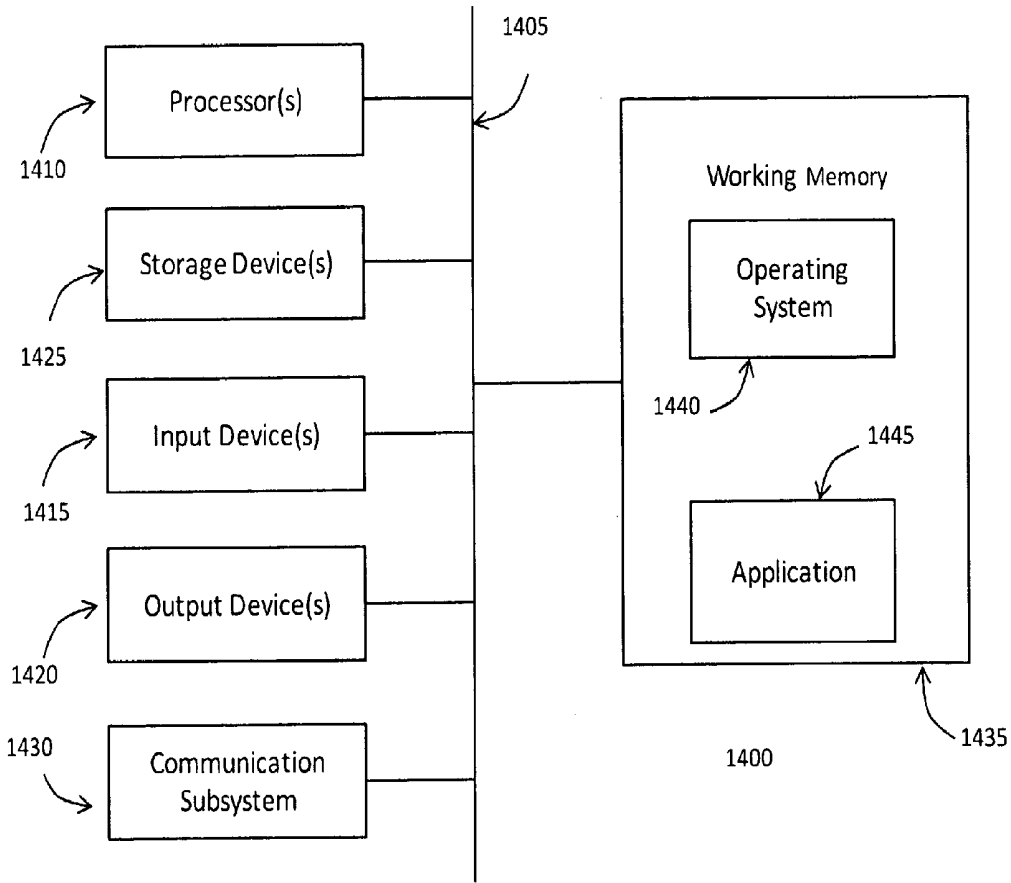 1405
Processor(s)
1410
Working Memory
Storage Device(s)
Operating
System
1425
1440
Input Device(s)
1445
1415
Application
Output Device(s)
1420
1430
Communication
Subsystem
1400
1435